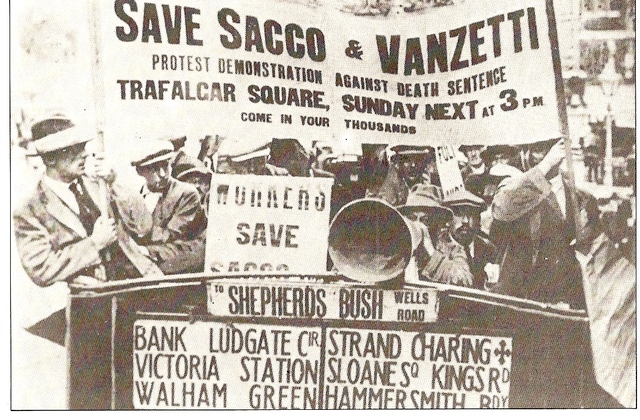 SAVE SACCO & VANZETTI
PROTEST DEMONSTRATION AGAINST DEATH SENTENCE
TRAFALGAR SQUARE, SUNDAY NEXT AT 3 PM
COME IN YOUR THOUSANDS
WORKERS
SAVE
SACCO
TO SHEPHERDS BUSH WELLS ROAD
BANK LUDGATE CIR. STRAND CHARING ✣
VICTORIA STATION SLOANE SQ KINGS RD
WALHAM GREEN HAMMERSMITH BDY